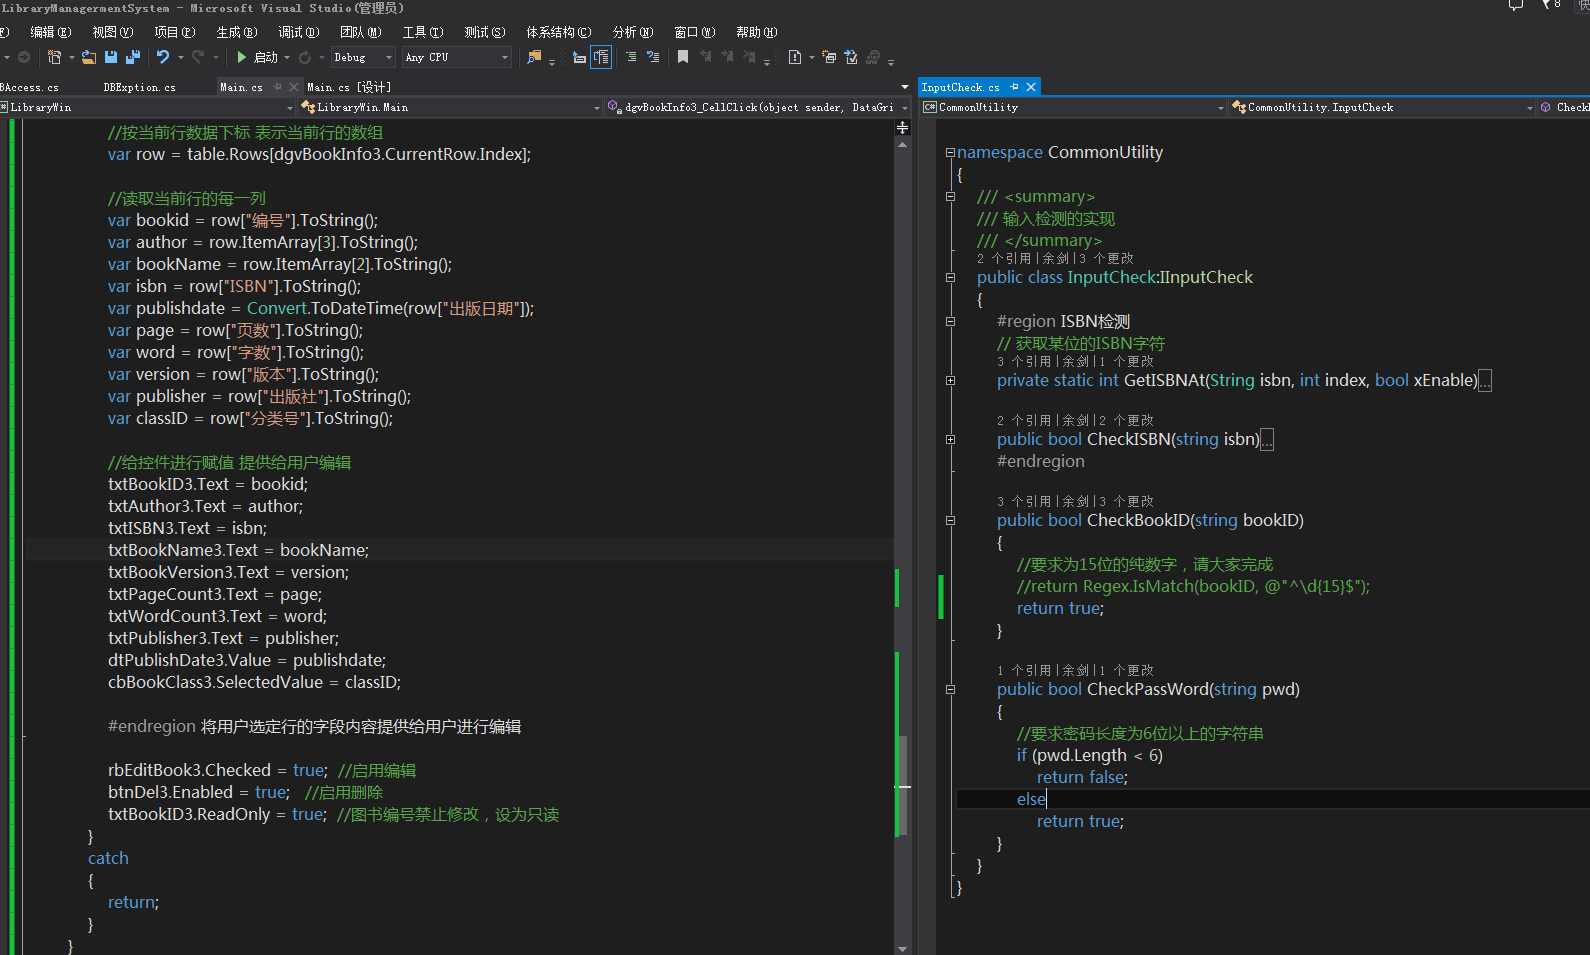 LibraryManagermentSystem - Microsoft Visual Studio(管理员)
8
编辑(E) 视图(V) 项目(P) 生成(B) 调试(D) 团队(M) 工具(T) 测试(S) 体系结构(C) 分析(N) 窗口(W) 帮助(H)
启动 Debug Any CPU
BAccess.cs DBExption.cs Main.cs Main.cs [设计]
LibraryWin LibraryWin.Main dgvBookInfo3_CellClick(object sender, DataGri
//按当前行数据下标 表示当前行的数组
var row = table.Rows[dgvBookInfo3.CurrentRow.Index];
//读取当前行的每一列
var bookid = row["编号"].ToString();
var author = row.ItemArray[3].ToString();
var bookName = row.ItemArray[2].ToString();
var isbn = row["ISBN"].ToString();
var publishdate = Convert.ToDateTime(row["出版日期"]);
var page = row["页数"].ToString();
var word = row["字数"].ToString();
var version = row["版本"].ToString();
var publisher = row["出版社"].ToString();
var classID = row["分类号"].ToString();
//给控件进行赋值 提供给用户编辑
txtBookID3.Text = bookid;
txtAuthor3.Text = author;
txtISBN3.Text = isbn;
txtBookName3.Text = bookName;
txtBookVersion3.Text = version;
txtPageCount3.Text = page;
txtWordCount3.Text = word;
txtPublisher3.Text = publisher;
dtPublishDate3.Value = publishdate;
cbBookClass3.SelectedValue = classID;
#endregion 将用户选定行的字段内容提供给用户进行编辑
rbEditBook3.Checked = true; //启用编辑
btnDel3.Enabled = true; //启用删除
txtBookID3.ReadOnly = true; //图书编号禁止修改，设为只读
}
catch
{
return;
}
}
InputCheck.cs
CommonUtility CommonUtility.InputCheck Check
namespace CommonUtility
{
/// <summary>
/// 输入检测的实现
/// </summary>
2 个引用|余剑|3 个更改
public class InputCheck:IInputCheck
{
#region ISBN检测
// 获取某位的ISBN字符
3 个引用|余剑|1 个更改
private static int GetISBNAt(String isbn, int index, bool xEnable)...
2 个引用|余剑|2 个更改
public bool CheckISBN(string isbn)...
#endregion
3 个引用|余剑|3 个更改
public bool CheckBookID(string bookID)
{
//要求为15位的纯数字，请大家完成
//return Regex.IsMatch(bookID, @"^\d{15}$");
return true;
}
1 个引用|余剑|1 个更改
public bool CheckPassWord(string pwd)
{
//要求密码长度为6位以上的字符串
if (pwd.Length < 6)
return false;
else
return true;
}
}
}